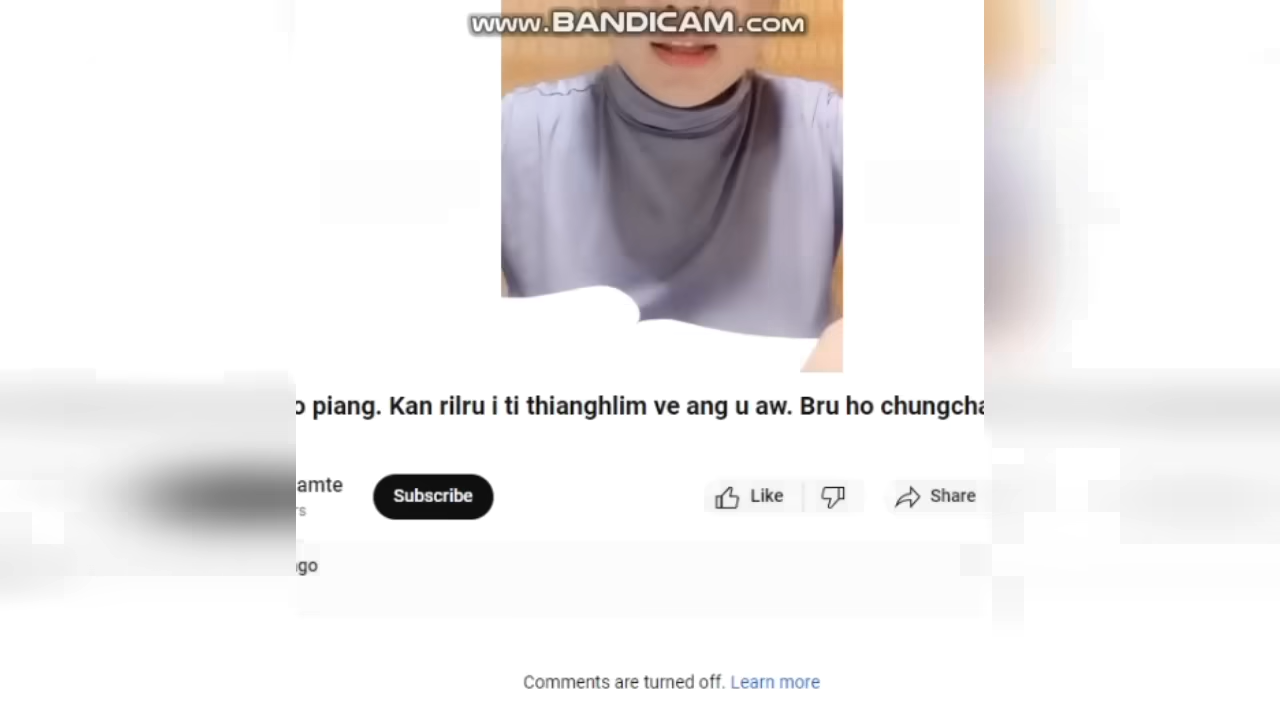 www.BANDICAM.com
o piang. Kan rilru i ti thianghlim ve ang u aw. Bru ho chungcha
amte
Subscribe
Like
Share
rs
go
Comments are turned off. Learn more